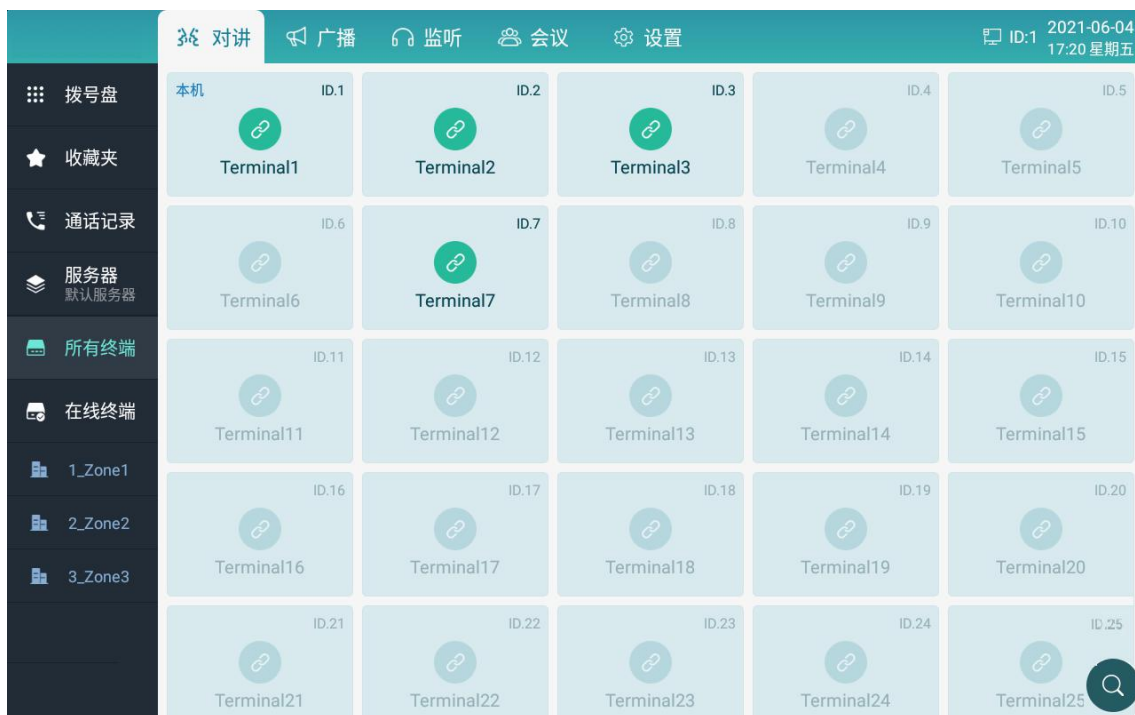 对讲
广播
监听
会议
设置
ID:1
2021-06-04
17:20 星期五
拨号盘
收藏夹
通话记录
服务器
默认服务器
所有终端
在线终端
1_Zone1
2_Zone2
3_Zone3
本机
ID.1
Terminal1
ID.2
Terminal2
ID.3
Terminal3
ID.4
Terminal4
ID.5
Terminal5
ID.6
Terminal6
ID.7
Terminal7
ID.8
Terminal8
ID.9
Terminal9
ID.10
Terminal10
ID.11
Terminal11
ID.12
Terminal12
ID.13
Terminal13
ID.14
Terminal14
ID.15
Terminal15
ID.16
Terminal16
ID.17
Terminal17
ID.18
Terminal18
ID.19
Terminal19
ID.20
Terminal20
ID.21
Terminal21
ID.22
Terminal22
ID.23
Terminal23
ID.24
Terminal24
ID.25
Terminal25